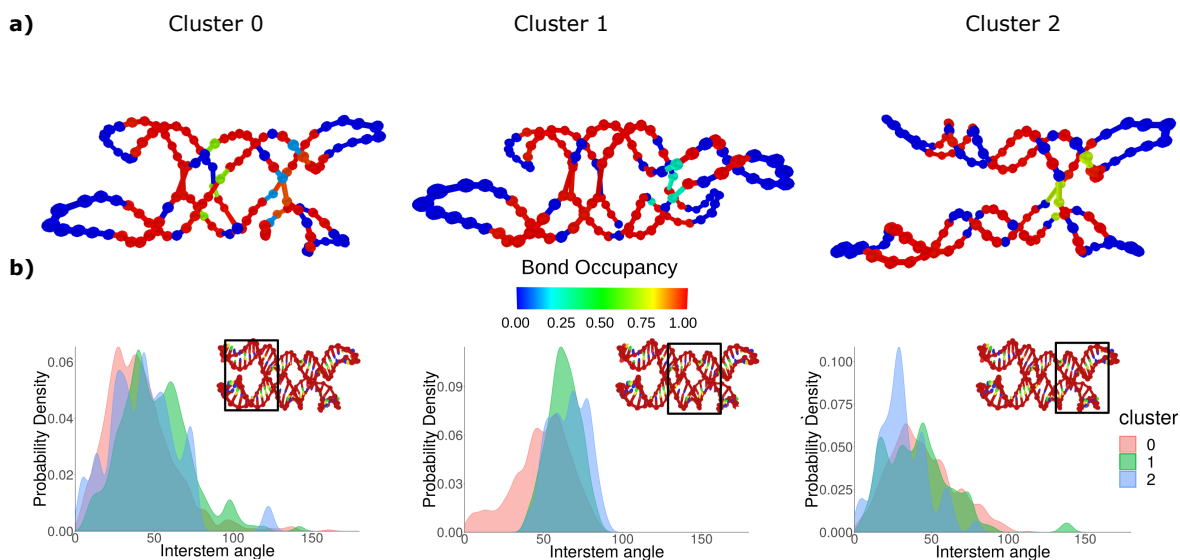 a)
Cluster 0
Cluster 1
Cluster 2
b)
Bond Occupancy
0.00 0.25 0.50 0.75 1.00
Probability Density
0.06
0.04
0.02
0.00
0 50 100 150
Interstem angle
Probability Density
0.09
0.06
0.03
0.00
0 50 100 150
Interstem angle
Probability Density
0.100
0.075
0.050
0.025
0.000
0 50 100 150
Interstem angle
cluster
0
1
2